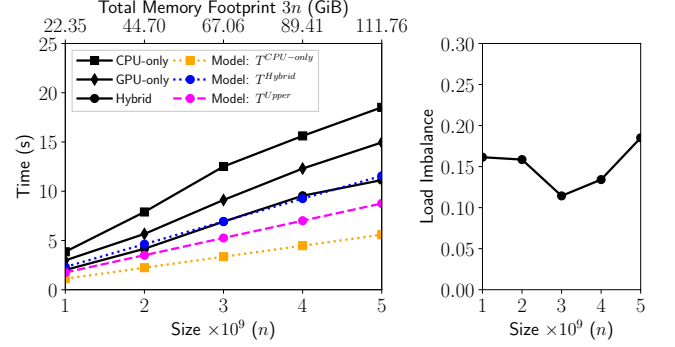 Total Memory Footprint 3n (GiB)
22.35 44.70 67.06 89.41 111.76
25
20
15
10
5
0
Time (s)
CPU-only
GPU-only
Hybrid
Model: T^CPU−only
Model: T^Hybrid
Model: T^Upper
1 2 3 4 5
Size ×10^9 (n)
0.30
0.25
0.20
0.15
0.10
0.05
0.00
Load Imbalance
1 2 3 4 5
Size ×10^9 (n)